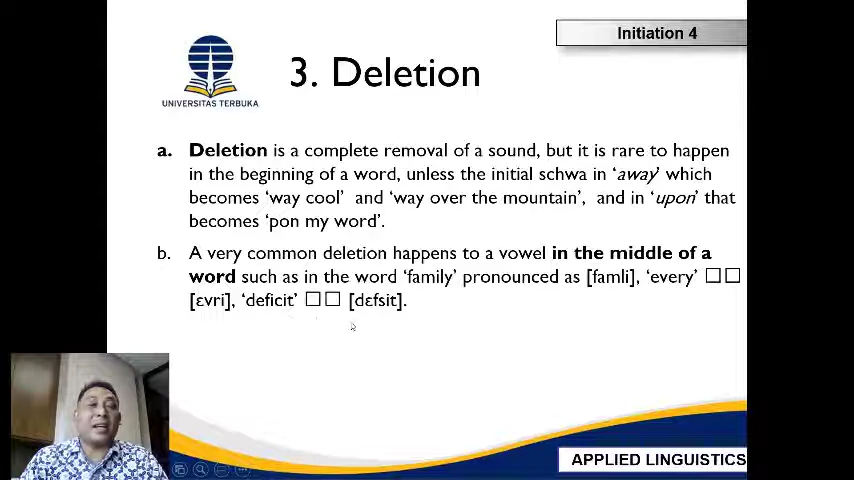 Initiation 4
3. Deletion
UNIVERSITAS TERBUKA
a. Deletion is a complete removal of a sound, but it is rare to happen
in the beginning of a word, unless the initial schwa in ‘away’ which
becomes ‘way cool’ and ‘way over the mountain’, and in ‘upon’ that
becomes ‘pon my word’.
b. A very common deletion happens to a vowel in the middle of a
word such as in the word ‘family’ pronounced as [famli], ‘every’ □□
[ɛvri], ‘deficit’ □□ [dɛfsit].
APPLIED LINGUISTICS